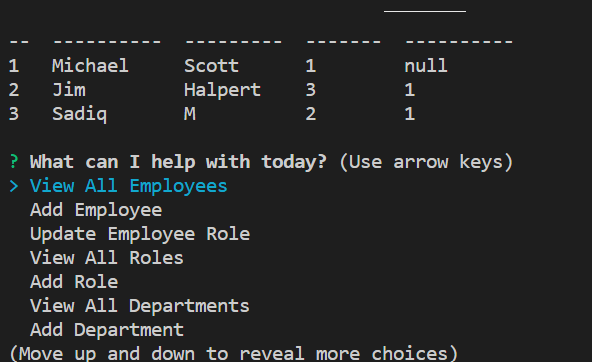 -- ---------- --------- ------- ----------
1 Michael Scott 1 null
2 Jim Halpert 3 1
3 Sadiq M 2 1
? What can I help with today? (Use arrow keys)
> View All Employees
Add Employee
Update Employee Role
View All Roles
Add Role
View All Departments
Add Department
(Move up and down to reveal more choices)